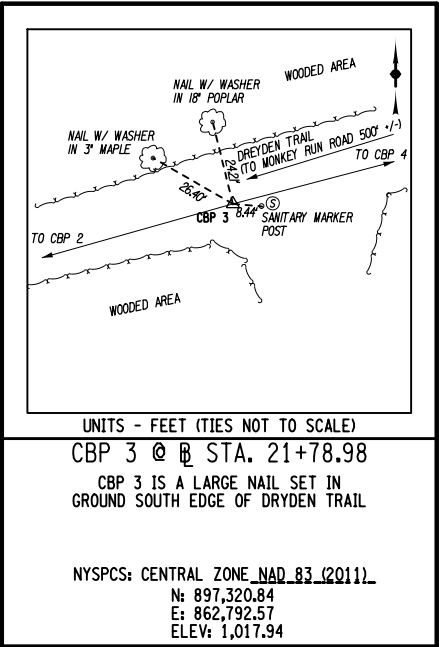 WOODED AREA
NAIL W/ WASHER
IN 18" POPLAR
NAIL W/ WASHER
IN 3" MAPLE
DREYDEN TRAIL
(TO MONKEY RUN ROAD 500' +/-)
TO CBP 4
24.21'
26.40'
CBP 3
8.44'
S
SANITARY MARKER
POST
TO CBP 2
WOODED AREA
UNITS - FEET (TIES NOT TO SCALE)
CBP 3 @ BL STA. 21+78.98
CBP 3 IS A LARGE NAIL SET IN
GROUND SOUTH EDGE OF DRYDEN TRAIL
NYSPCS: CENTRAL ZONE NAD 83 (2011)
N: 897,320.84
E: 862,792.57
ELEV: 1,017.94